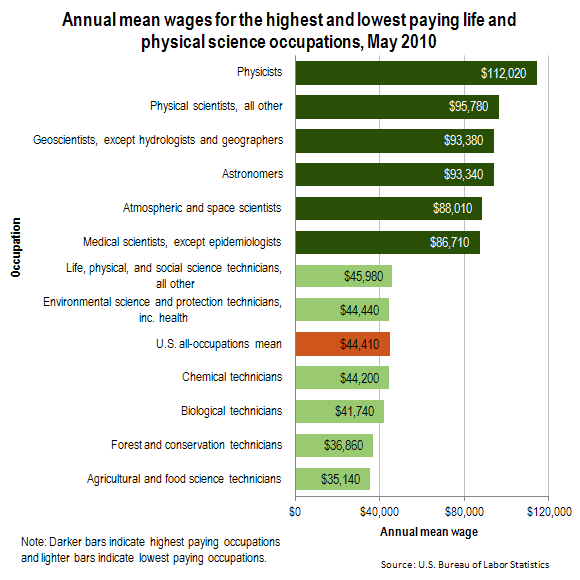 Annual mean wages for the highest and lowest paying life and
physical science occupations, May 2010
Occupation
Physicists $112,020
Physical scientists, all other $95,780
Geoscientists, except hydrologists and geographers $93,380
Astronomers $93,340
Atmospheric and space scientists $88,010
Medical scientists, except epidemiologists $86,710
Life, physical, and social science technicians,
all other $45,980
Environmental science and protection technicians,
inc. health $44,440
U.S. all-occupations mean $44,410
Chemical technicians $44,200
Biological technicians $41,740
Forest and conservation technicians $36,860
Agricultural and food science technicians $35,140
$0 $40,000 $80,000 $120,000
Annual mean wage
Note: Darker bars indicate highest paying occupations
and lighter bars indicate lowest paying occupations.
Source: U.S. Bureau of Labor Statistics